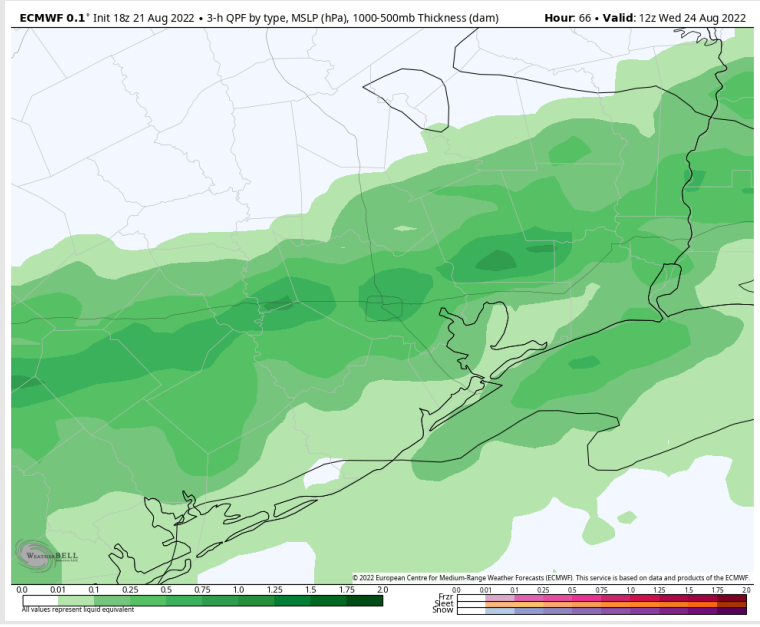 ECMWF 0.1° Init 18z 21 Aug 2022 • 3-h QPF by type, MSLP (hPa), 1000-500mb Thickness (dam) Hour: 66 • Valid: 12z Wed 24 Aug 2022
WEATHERBELL
© 2022 European Centre for Medium-Range Weather Forecasts (ECMWF). This service is based on data and products of the ECMWF.
0.0 0.01 0.1 0.25 0.5 0.75 1.0 1.25 1.5 1.75 2.0
All values represent liquid equivalent
0.0 0.01 0.1 0.25 0.5 0.75 1.0 1.25 1.5 1.75 2.0
Frzr
Sleet
Snow